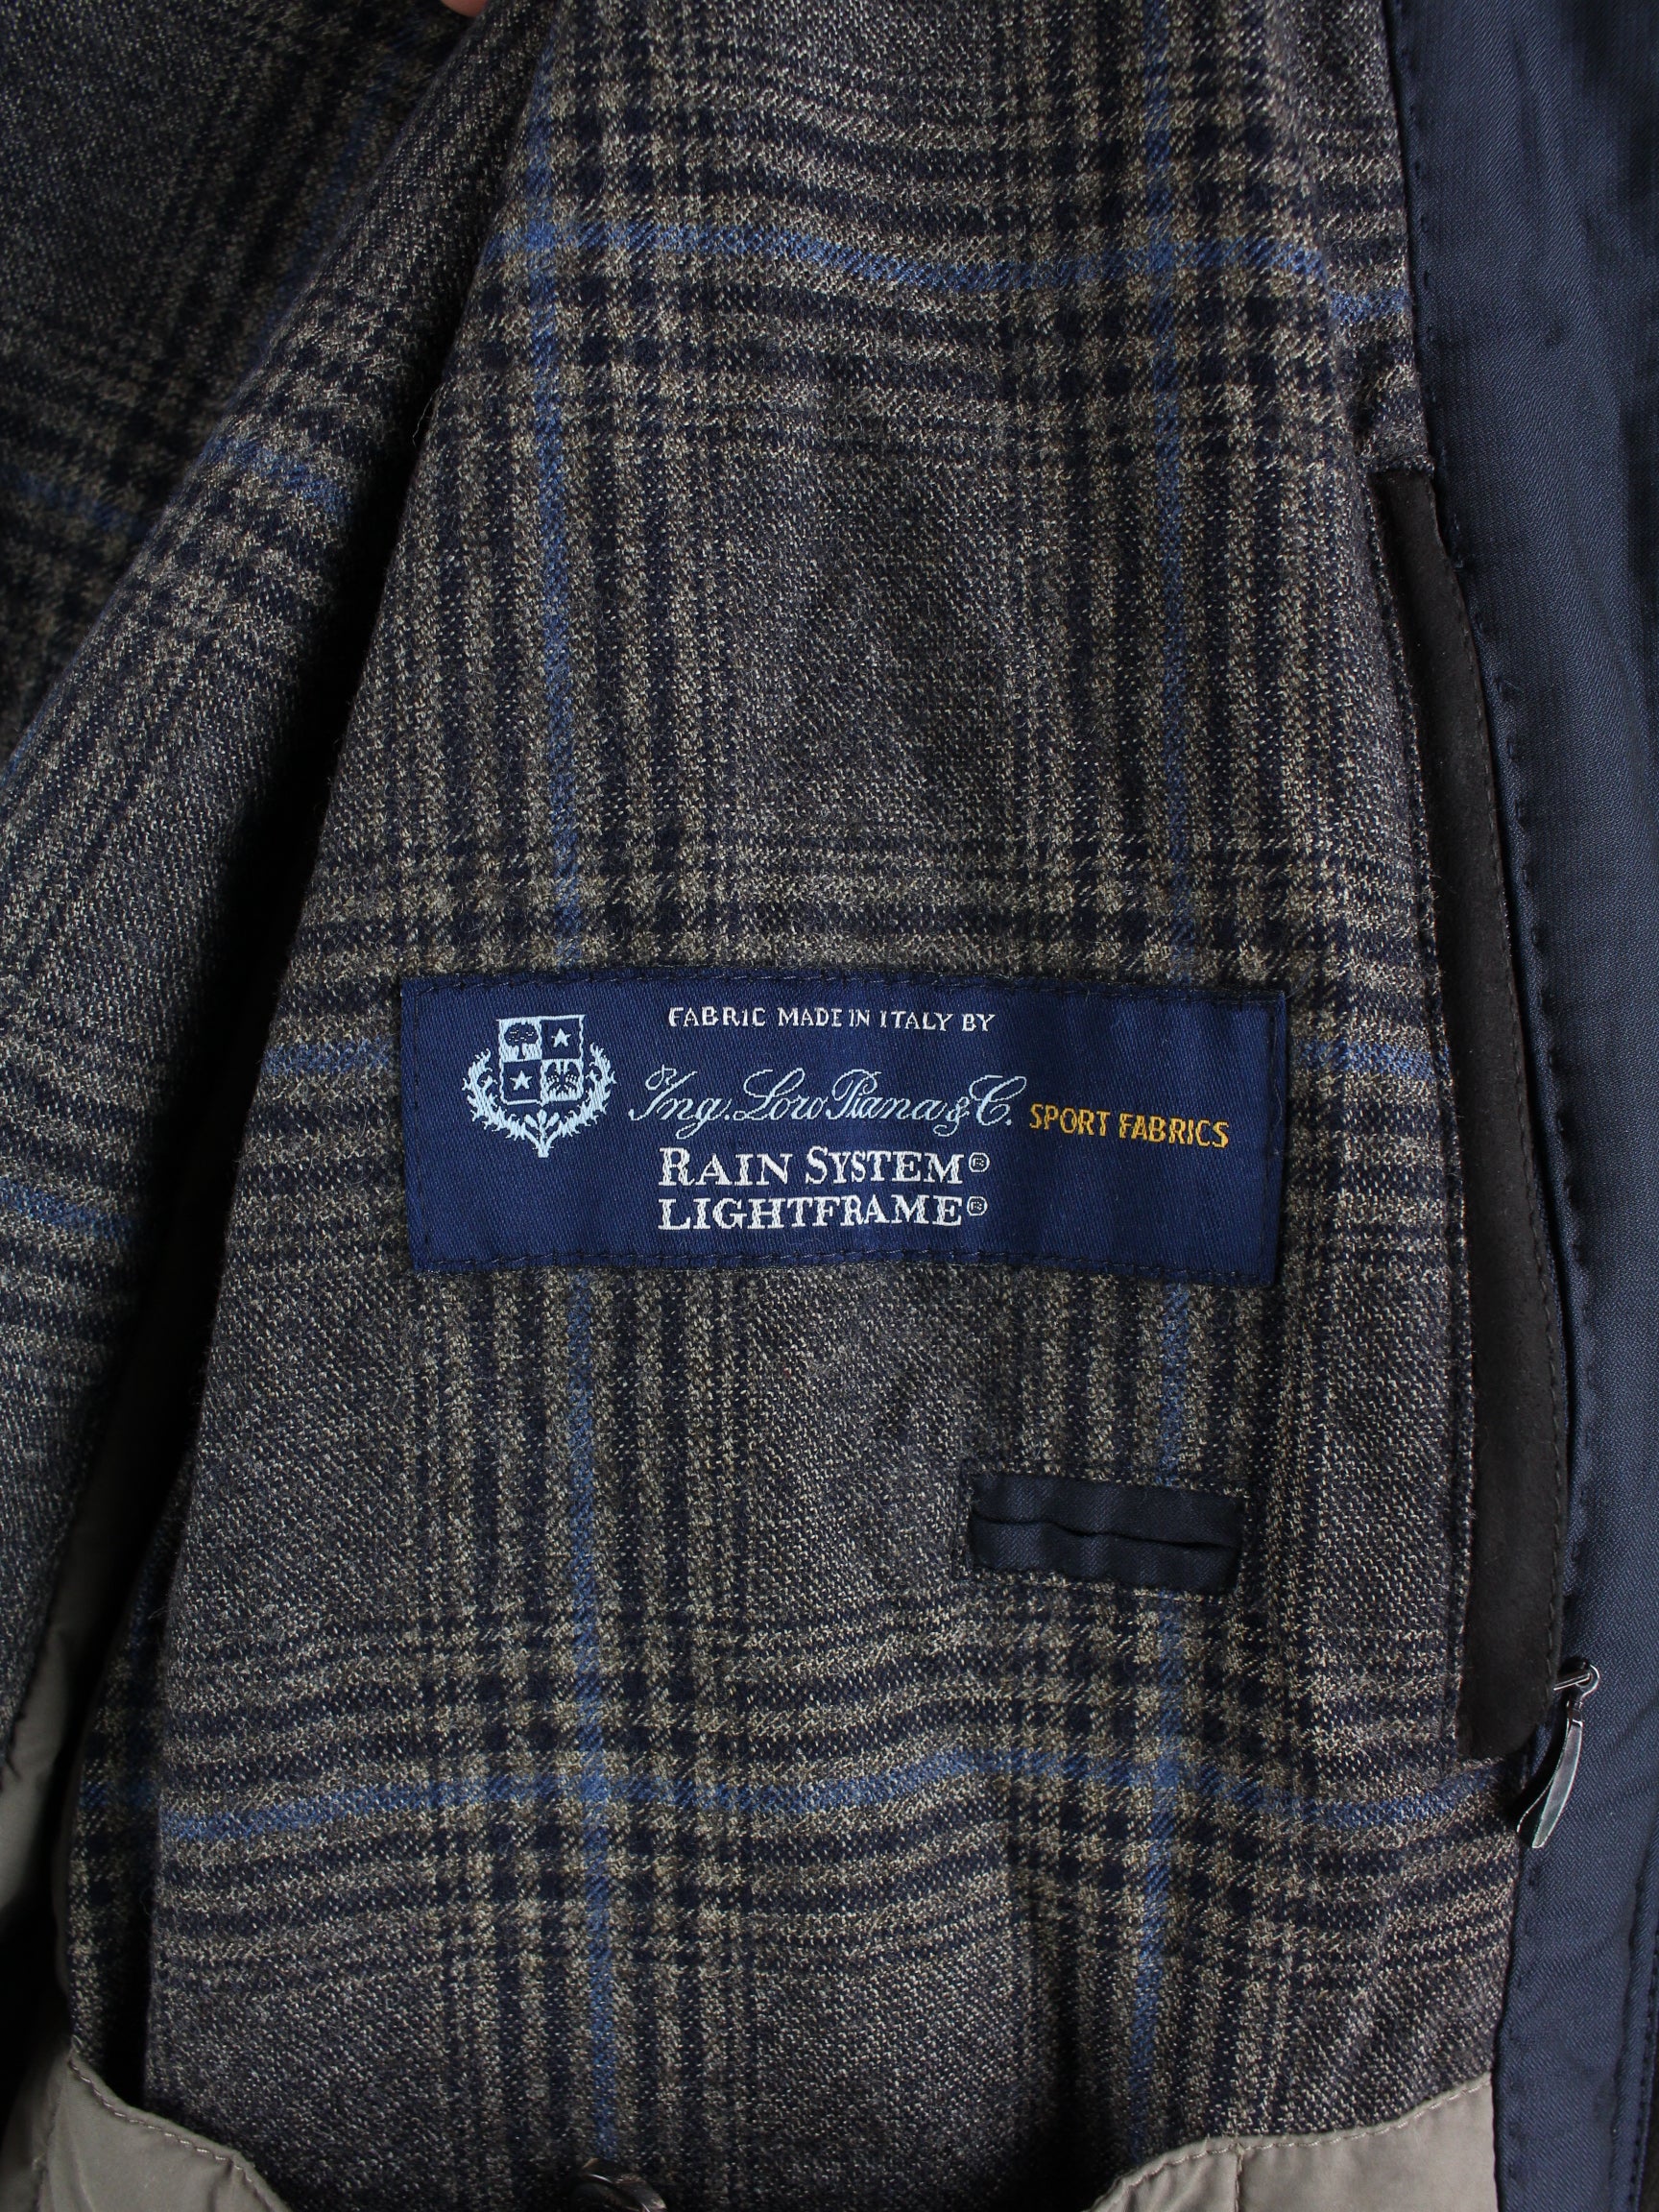 FABRIC MADE IN ITALY BY
Ing. Loro Piana & C. SPORT FABRICS
RAIN SYSTEM®
LIGHTFRAME®